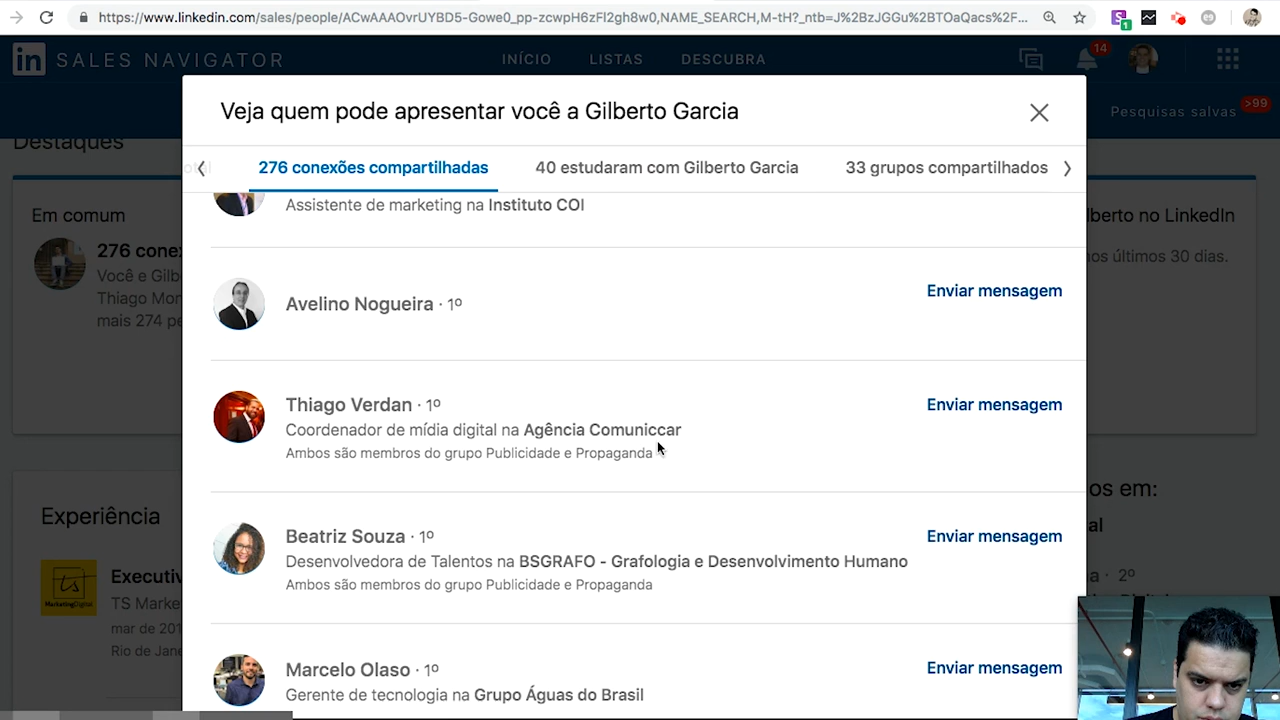 https://www.linkedin.com/sales/people/ACwAAAOvrUYBD5-Gowe0_pp-zcwpH6zFl2gh8w0,NAME_SEARCH,M-tH?_ntb=J%2BzJGGu%2BTOaQacs%2F...
S
1
in SALES NAVIGATOR
INÍCIO
LISTAS
DESCUBRA
14
Pesquisas salvas
>99
Destaques
Veja quem pode apresentar você a Gilberto Garcia
276 conexões compartilhadas
40 estudaram com Gilberto Garcia
33 grupos compartilhados
Em comum
276 conex
Você e Gilb
Thiago Mor
mais 274 pe
lberto no LinkedIn
nos últimos 30 dias.
Assistente de marketing na Instituto COI
Avelino Nogueira · 1º
Enviar mensagem
Thiago Verdan · 1º
Enviar mensagem
Coordenador de mídia digital na Agência Comuniccar
Ambos são membros do grupo Publicidade e Propaganda
Beatriz Souza · 1º
Enviar mensagem
Desenvolvedora de Talentos na BSGRAFO - Grafologia e Desenvolvimento Humano
Ambos são membros do grupo Publicidade e Propaganda
Marcelo Olaso · 1º
Enviar mensagem
Gerente de tecnologia na Grupo Águas do Brasil
Experiência
ts
MarketingDigital
Executiv
TS Marke
mar de 201
Rio de Jane
os em:
al
a · 2º